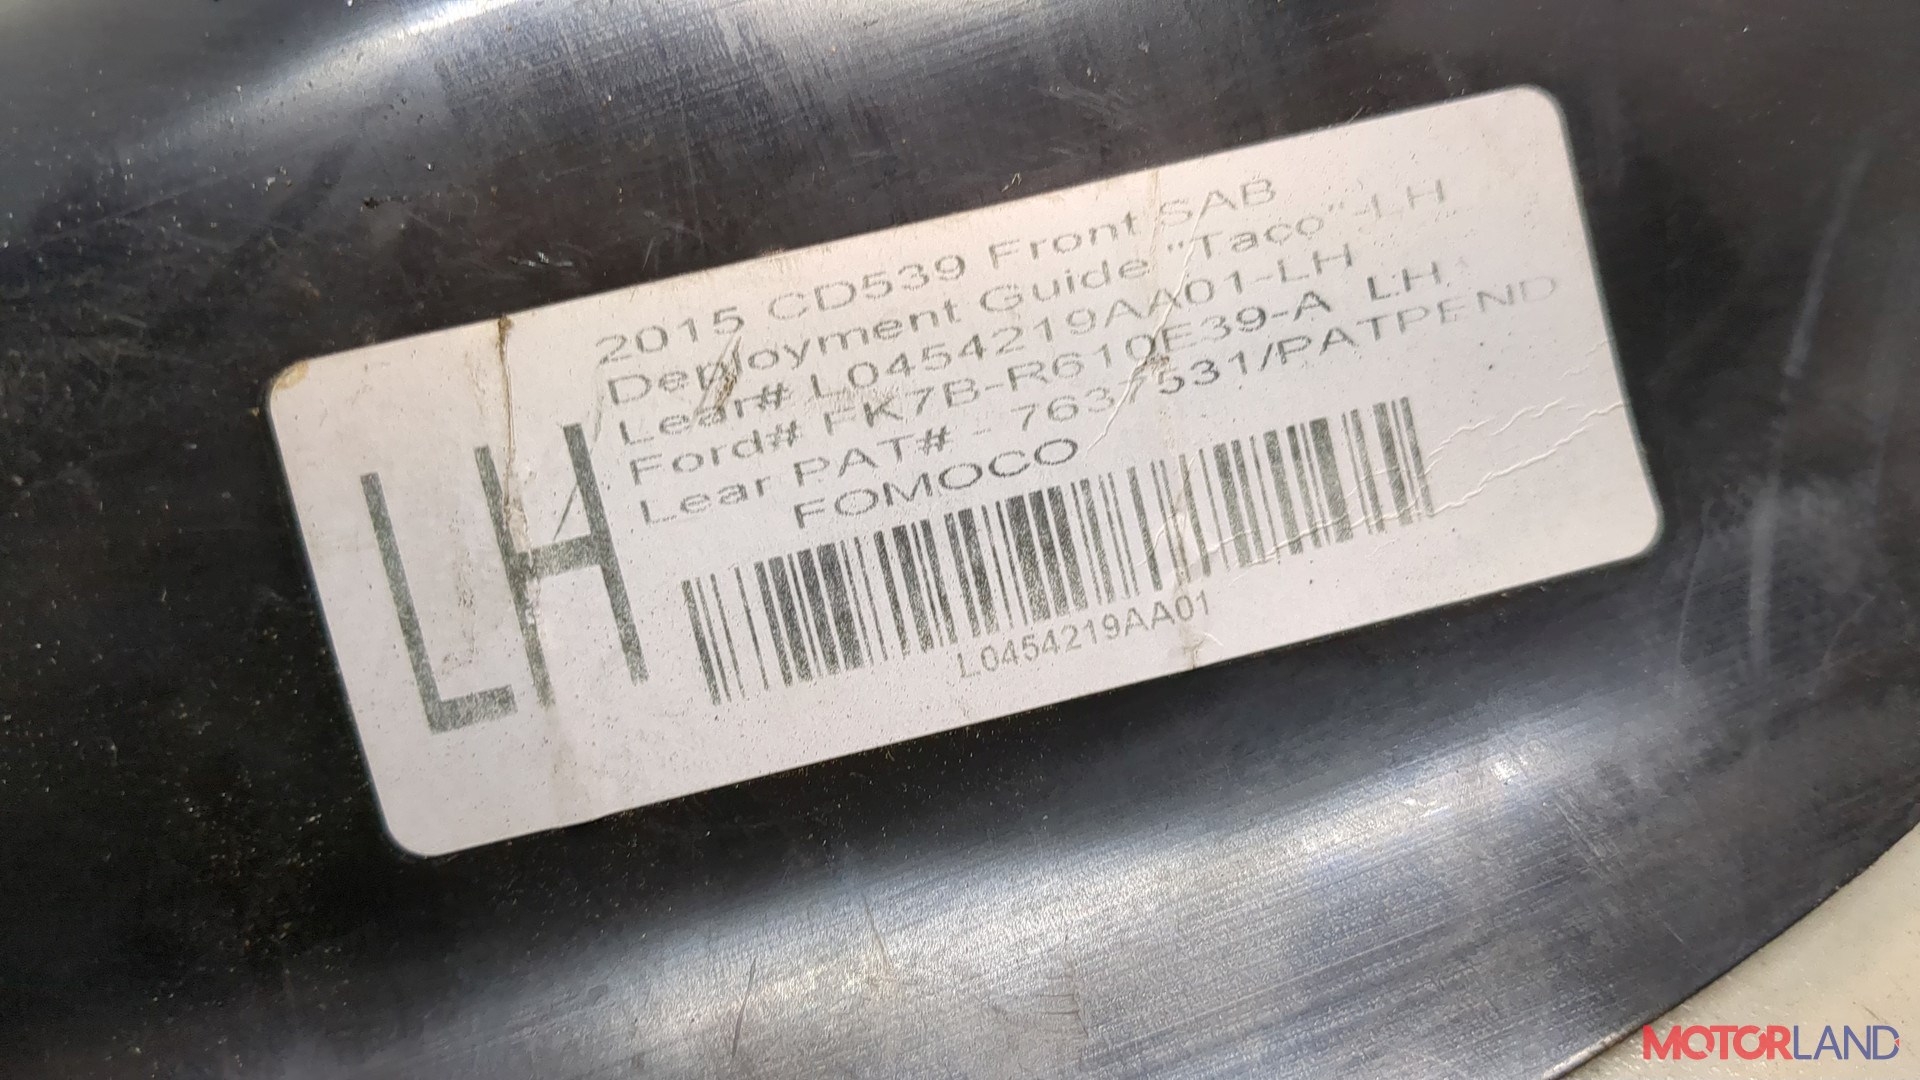 LH
2015 CD539 Front SAB
Deployment Guide "Taco"-LH
Lear# L0454219AA01-LH
Ford# FK7B-R610E39-A LH
Lear PAT# - 7637531/PATPEND
FOMOCO
L0454219AA01
MOTORLAND